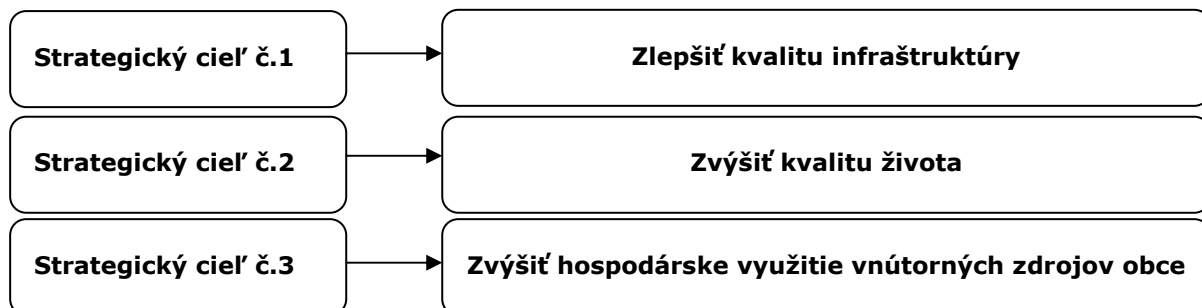 Strategický cieľ č.1
Zlepšiť kvalitu infraštruktúry
Strategický cieľ č.2
Zvýšiť kvalitu života
Strategický cieľ č.3
Zvýšiť hospodárske využitie vnútorných zdrojov obce